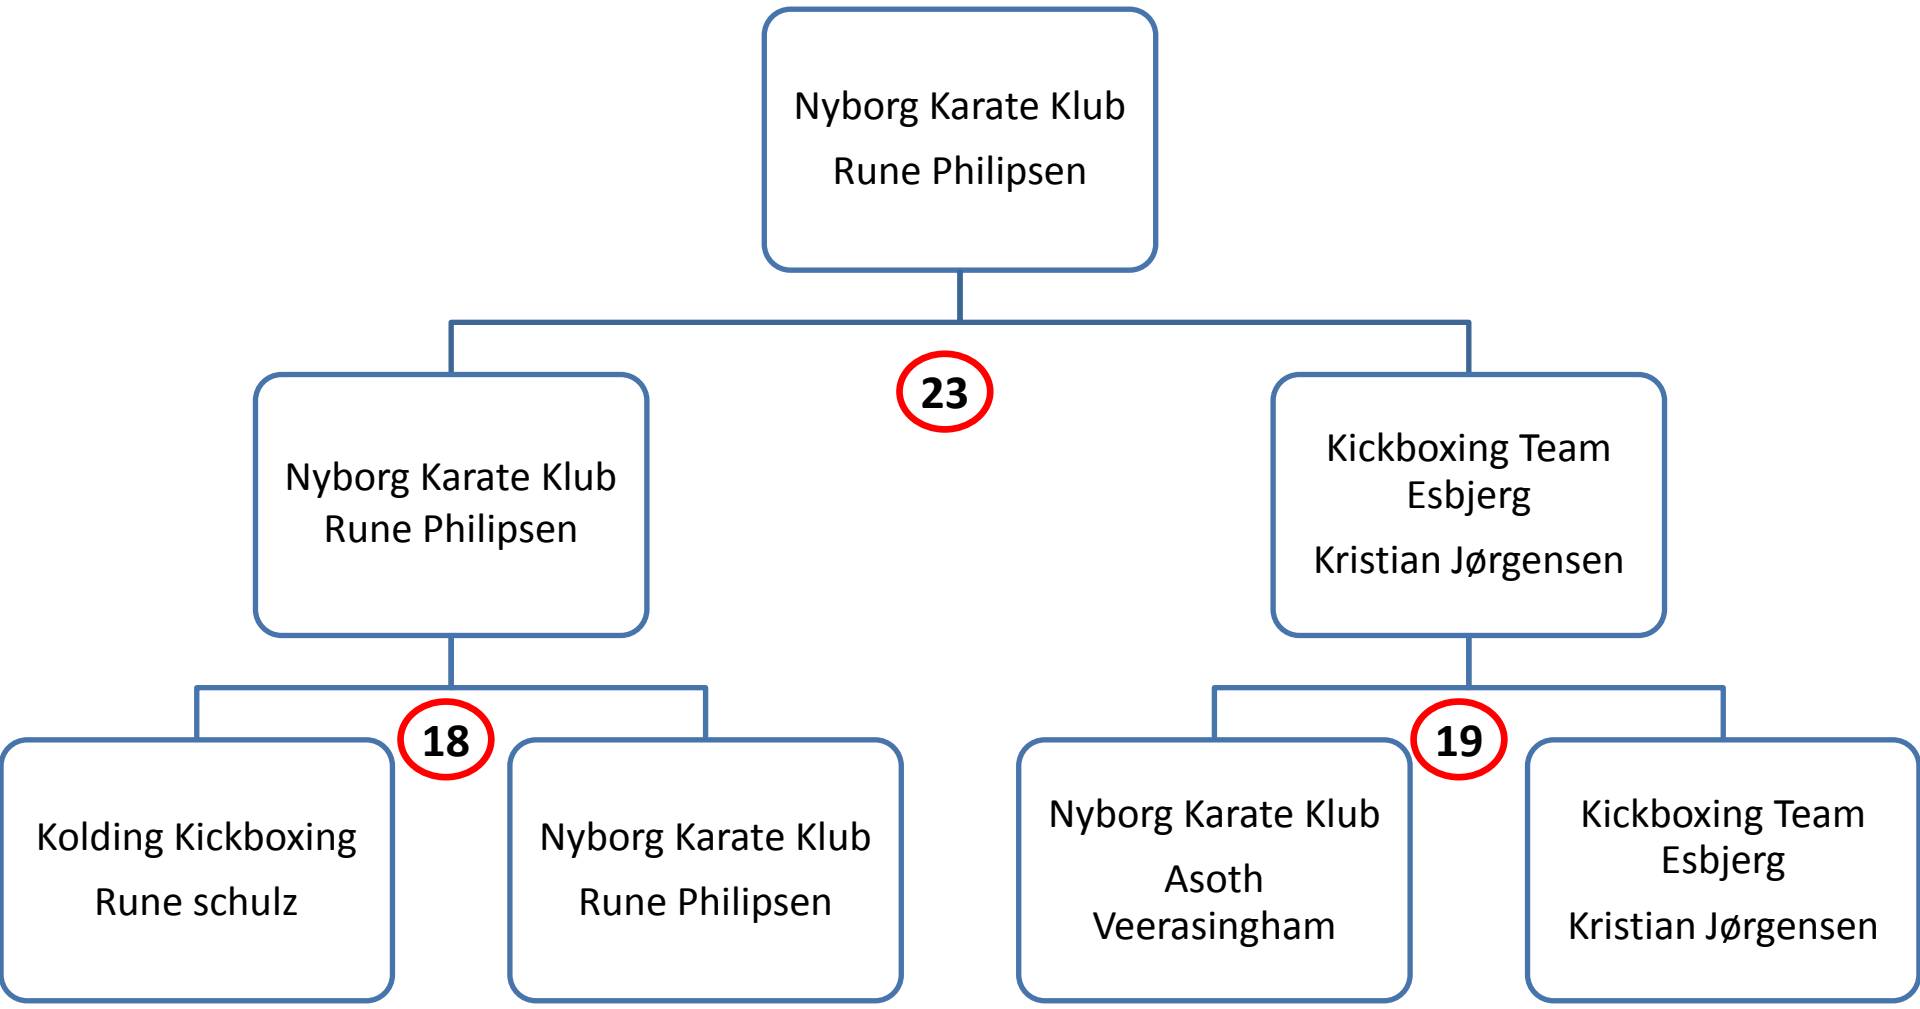 Nyborg Karate Klub
Rune Philipsen
23
Nyborg Karate Klub
Rune Philipsen
Kickboxing Team
Esbjerg
Kristian Jørgensen
18
19
Kolding Kickboxing
Rune schulz
Nyborg Karate Klub
Rune Philipsen
Nyborg Karate Klub
Asoth
Veerasingham
Kickboxing Team
Esbjerg
Kristian Jørgensen